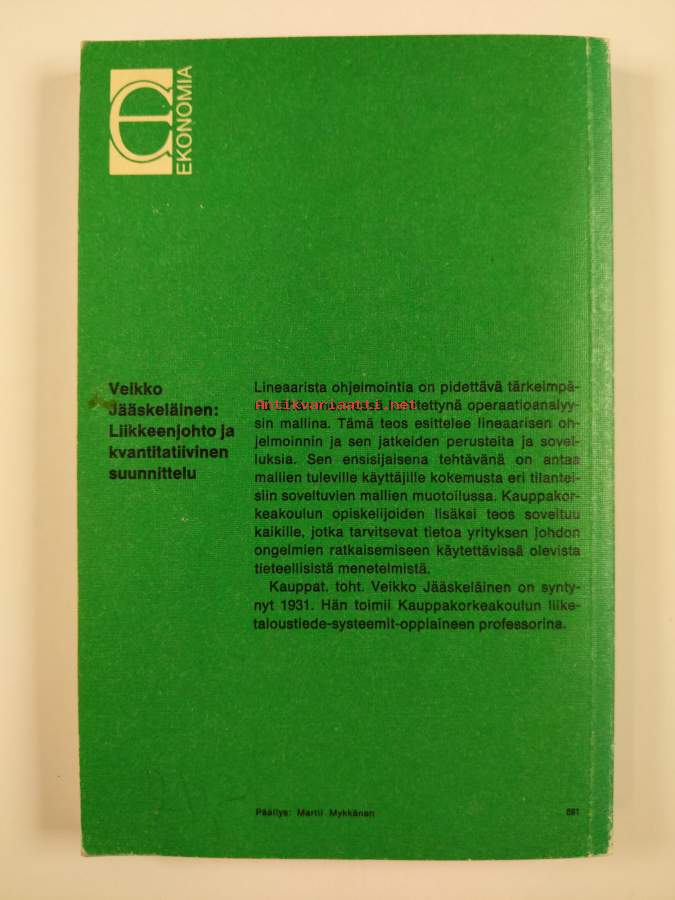 EKONOMIA
Veikko
Jääskeläinen:
Liikkeenjohto ja
kvantitatiivinen
suunnittelu
Lineaarista ohjelmointia on pidettävä tärkeimpä-
Antikvariaatti.net
sovellettynä operaatioanalyy-
sin mallina. Tämä teos esittelee lineaarisen oh-
jelmoinnin ja sen jatkeiden perusteita ja sovel-
luksia. Sen ensisijaisena tehtävänä on antaa
mallien tuleville käyttäjille kokemusta eri tilantei-
siin soveltuvien mallien muotoilussa. Kauppakor-
keakoulun opiskelijoiden lisäksi teos soveltuu
kaikille, jotka tarvitsevat tietoa yrityksen johdon
ongelmien ratkaisemiseen käytettävissä olevista
tieteellisistä menetelmistä.
Kauppat. toht. Veikko Jääskeläinen on synty-
nyt 1931. Hän toimii Kauppakorkeakoulun liike-
taloustiede-systeemit-oppiaineen professorina.
Päällys: Martti Mykkänen